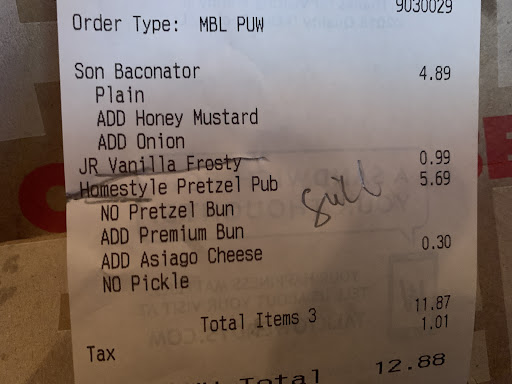 9030029
Order Type: MBL PUW
Son Baconator 4.89
Plain
ADD Honey Mustard
ADD Onion
JR Vanilla Frosty 0.99
Homestyle Pretzel Pub 5.69
NO Pretzel Bun
ADD Premium Bun
ADD Asiago Cheese 0.30
NO Pickle
Total Items 3 11.87
Tax 1.01
Total 12.88